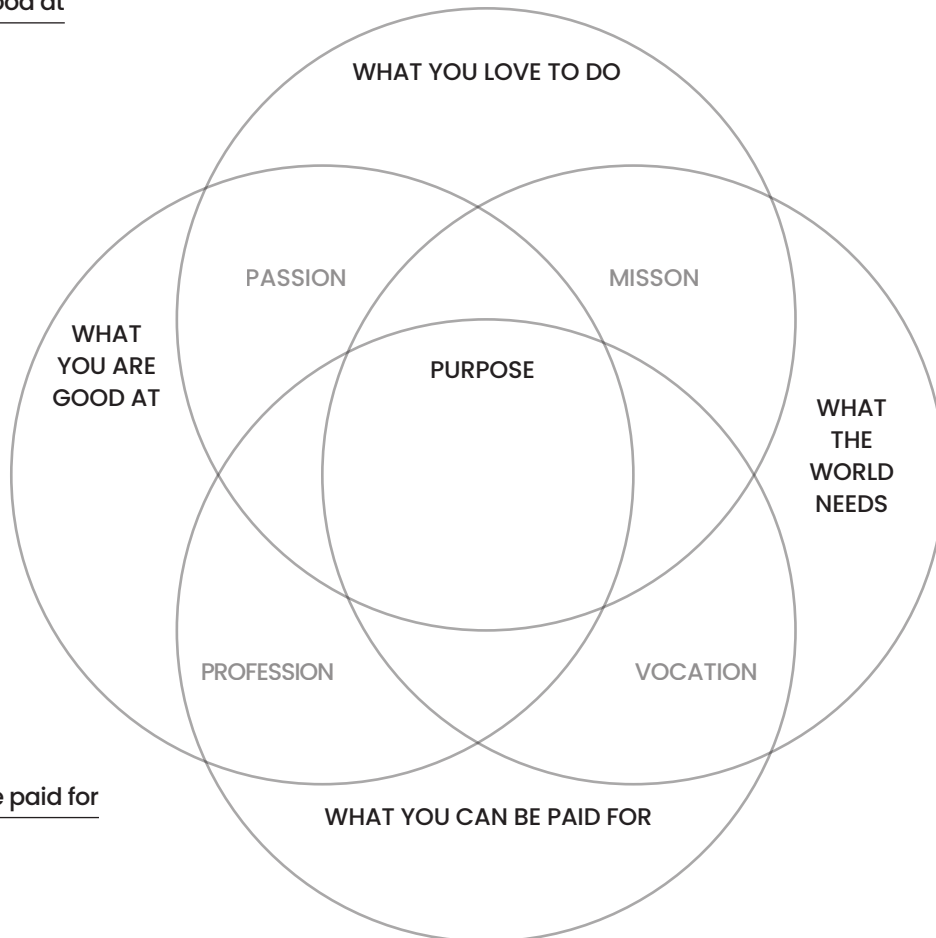 ood at
WHAT YOU LOVE TO DO
PASSION
MISSON
WHAT
YOU ARE
GOOD AT
PURPOSE
WHAT
THE
WORLD
NEEDS
PROFESSION
VOCATION
e paid for
WHAT YOU CAN BE PAID FOR